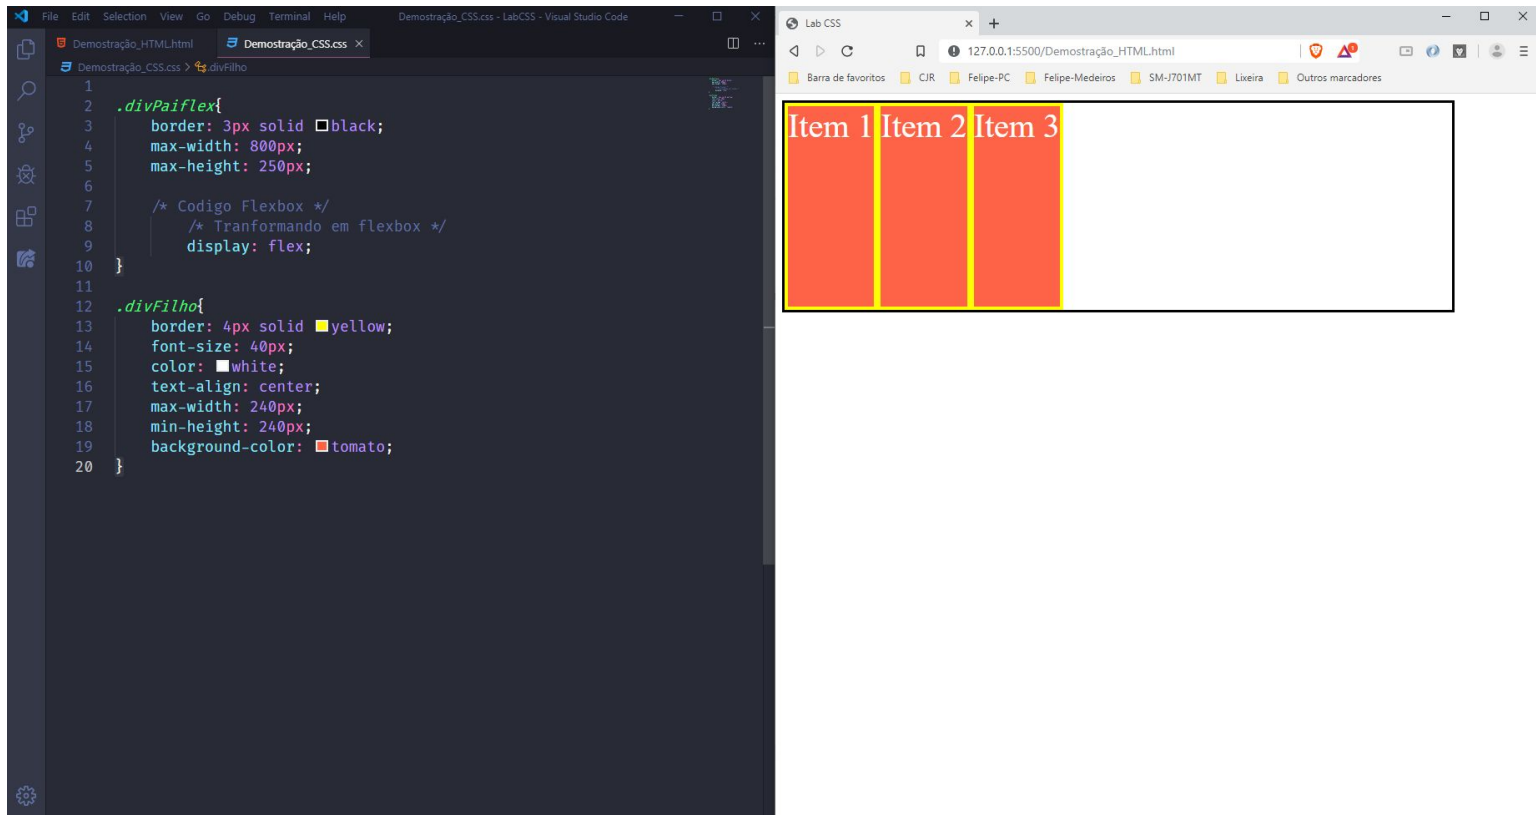 File Edit Selection View Go Debug Terminal Help Demostração_CSS.css - LabCSS - Visual Studio Code
Demostração_HTML.html Demostração_CSS.css
Demostração_CSS.css > .divFilho
1
2 .divPaiflex{
3 border: 3px solid black;
4 max-width: 800px;
5 max-height: 250px;
6
7 /* Codigo Flexbox */
8 /* Tranformando em flexbox */
9 display: flex;
10 }
11
12 .divFilho{
13 border: 4px solid yellow;
14 font-size: 40px;
15 color: white;
16 text-align: center;
17 max-width: 240px;
18 min-height: 240px;
19 background-color: tomato;
20 }
Lab CSS
127.0.0.1:5500/Demostração_HTML.html
Barra de favoritos CJR Felipe-PC Felipe-Medeiros SM-J701MT Lixeira Outros marcadores
Item 1 Item 2 Item 3